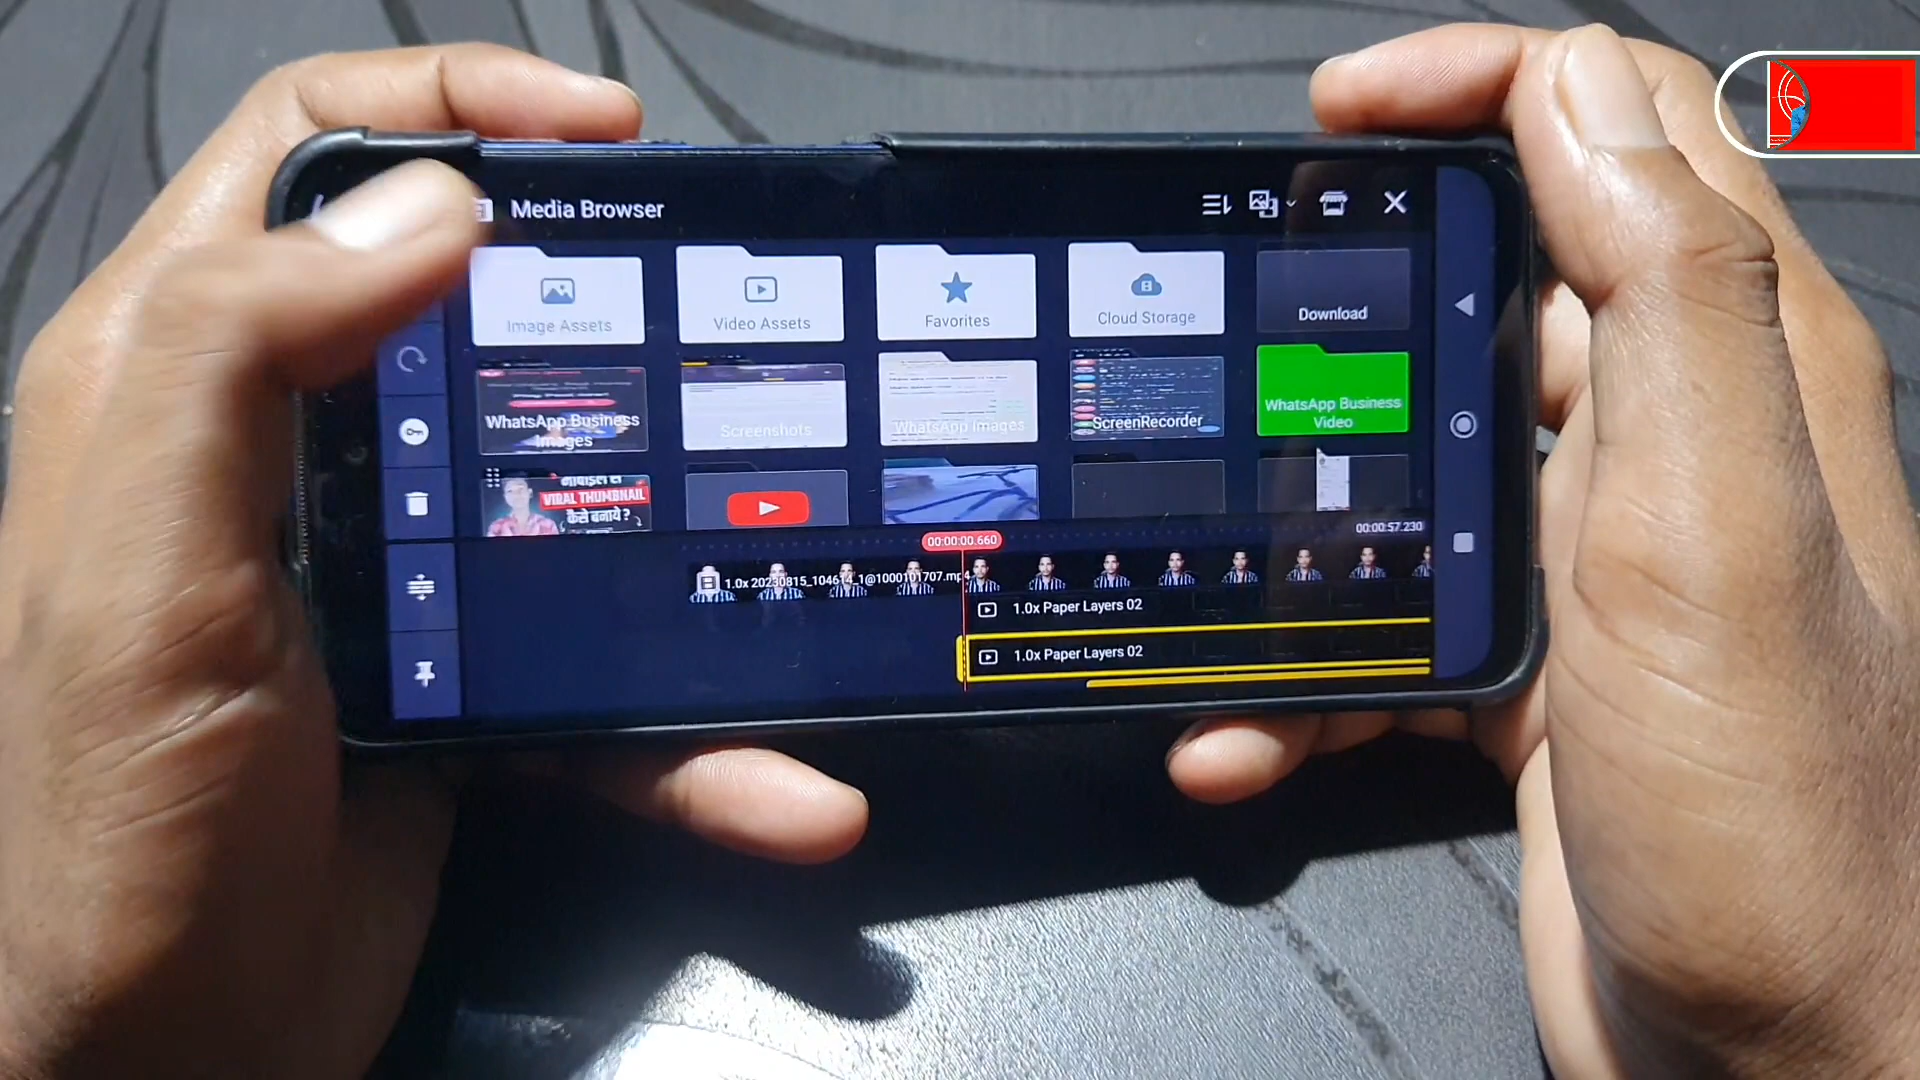 Media Browser
Image Assets
Video Assets
Favorites
Cloud Storage
Download
WhatsApp Business
Images
Screenshots
WhatsApp Images
ScreenRecorder
WhatsApp Business
Video
मोबाइल से
VIRAL THUMBNAIL
कैसे बनाये ?
00:00:00.660
00:00:57.230
1.0x 20230815_104614_1@1000101707.mp4
1.0x Paper Layers 02
1.0x Paper Layers 02